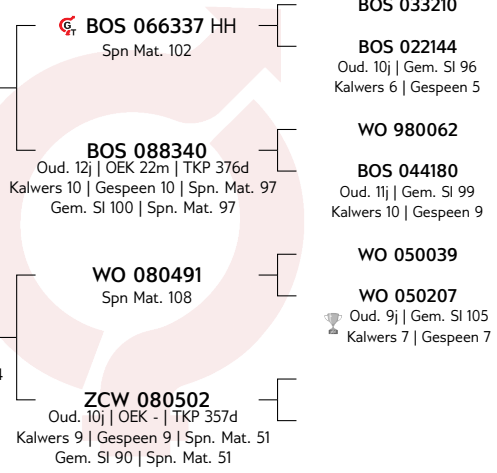 BOS 033210
BOS 066337 HH
Spn Mat. 102
BOS 022144
Oud. 10j | Gem. SI 96
Kalwers 6 | Gespeen 5
WO 980062
BOS 088340
Oud. 12j | OEK 22m | TKP 376d
Kalwers 10 | Gespeen 10 | Spn. Mat. 97
Gem. SI 100 | Spn. Mat. 97
BOS 044180
Oud. 11j | Gem. SI 99
Kalwers 10 | Gespeen 9
WO 050039
WO 080491
Spn Mat. 108
WO 050207
Oud. 9j | Gem. SI 105
Kalwers 7 | Gespeen 7
4
ZCW 080502
Oud. 10j | OEK - | TKP 357d
Kalwers 9 | Gespeen 9 | Spn. Mat. 51
Gem. SI 90 | Spn. Mat. 51